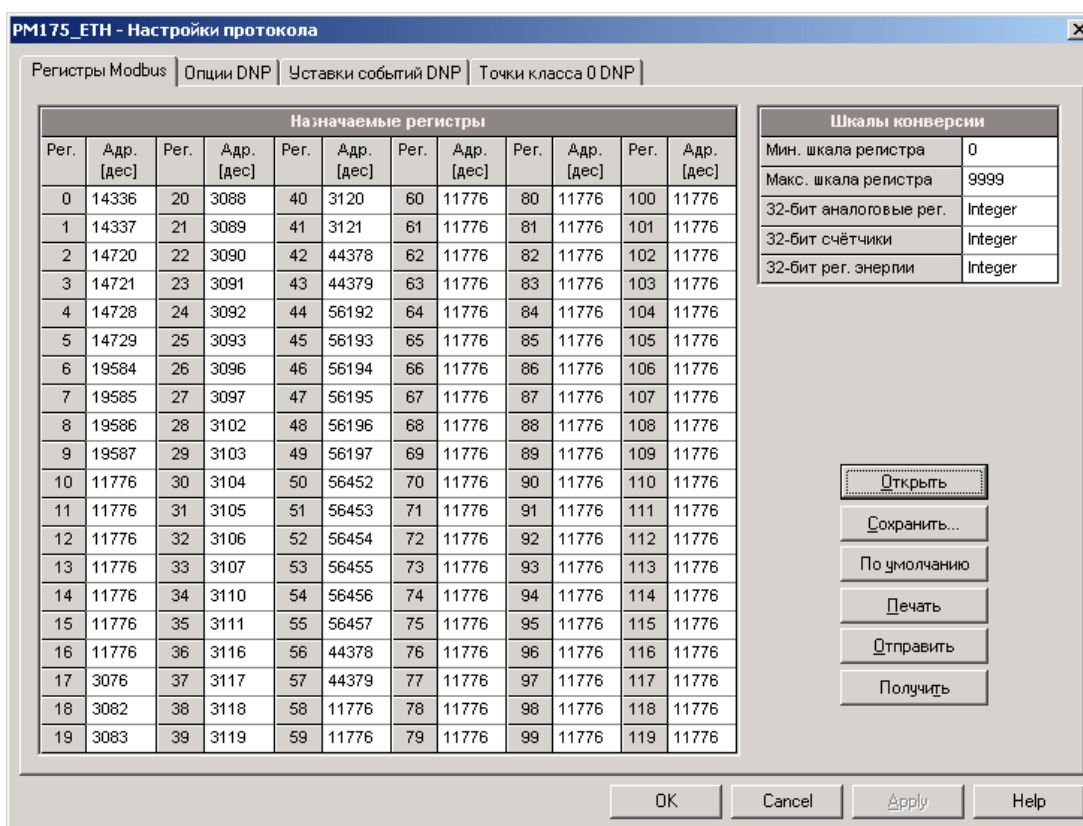 PM175_ETH - Настройки протокола
Регистры Modbus Опции DNP Уставки событий DNP Точки класса 0 DNP
Назначаемые регистры
Рег. Адр. [дес] Рег. Адр. [дес] Рег. Адр. [дес] Рег. Адр. [дес] Рег. Адр. [дес] Рег. Адр. [дес]
0 14336 20 3088 40 3120 60 11776 80 11776 100 11776
1 14337 21 3089 41 3121 61 11776 81 11776 101 11776
2 14720 22 3090 42 44378 62 11776 82 11776 102 11776
3 14721 23 3091 43 44379 63 11776 83 11776 103 11776
4 14728 24 3092 44 56192 64 11776 84 11776 104 11776
5 14729 25 3093 45 56193 65 11776 85 11776 105 11776
6 19584 26 3096 46 56194 66 11776 86 11776 106 11776
7 19585 27 3097 47 56195 67 11776 87 11776 107 11776
8 19586 28 3102 48 56196 68 11776 88 11776 108 11776
9 19587 29 3103 49 56197 69 11776 89 11776 109 11776
10 11776 30 3104 50 56452 70 11776 90 11776 110 11776
11 11776 31 3105 51 56453 71 11776 91 11776 111 11776
12 11776 32 3106 52 56454 72 11776 92 11776 112 11776
13 11776 33 3107 53 56455 73 11776 93 11776 113 11776
14 11776 34 3110 54 56456 74 11776 94 11776 114 11776
15 11776 35 3111 55 56457 75 11776 95 11776 115 11776
16 11776 36 3116 56 44378 76 11776 96 11776 116 11776
17 3076 37 3117 57 44379 77 11776 97 11776 117 11776
18 3082 38 3118 58 11776 78 11776 98 11776 118 11776
19 3083 39 3119 59 11776 79 11776 99 11776 119 11776
Шкалы конверсии
Мин. шкала регистра 0
Макс. шкала регистра 9999
32-бит аналоговые рег. Integer
32-бит счётчики Integer
32-бит рег. энергии Integer
Открыть
Сохранить...
По умолчанию
Печать
Отправить
Получить
OK Cancel Apply Help